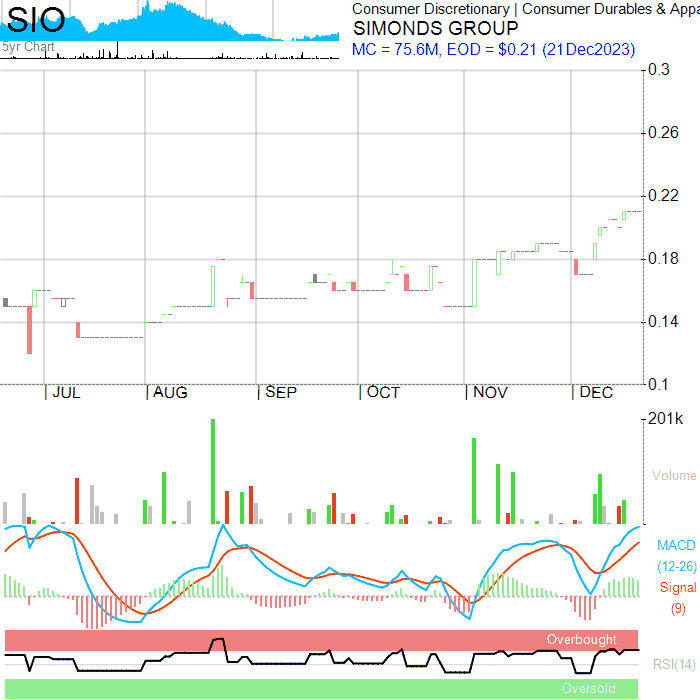 SIO
5yr Chart
Consumer Discretionary | Consumer Durables & Appa
SIMONDS GROUP
MC = 75.6M, EOD = $0.21 (21Dec2023)
0.3
0.26
0.22
0.18
0.14
0.1
| JUL | AUG | SEP | OCT | NOV | DEC
201k
Volume
MACD
(12-26)
Signal
(9)
Overbought
RSI(14)
Oversold